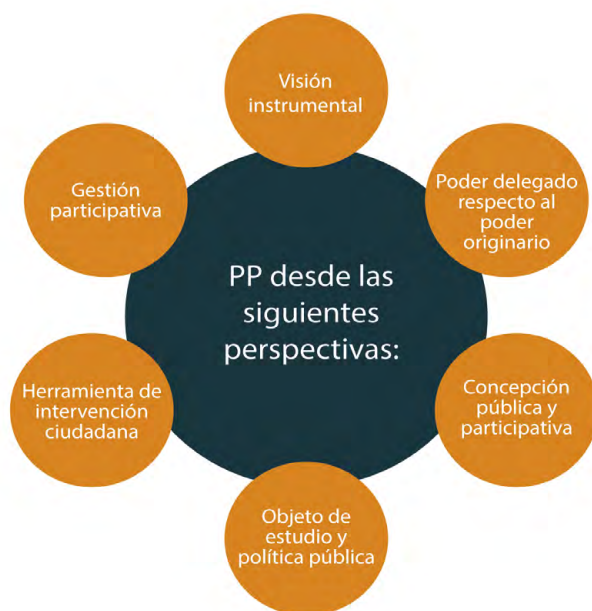 Visión
instrumental
Poder delegado
respecto al
poder
originario
Concepción
pública y
participativa
Objeto de
estudio y
política pública
Herramienta de
intervención
ciudadana
Gestión
participativa
PP desde las
siguientes
perspectivas: